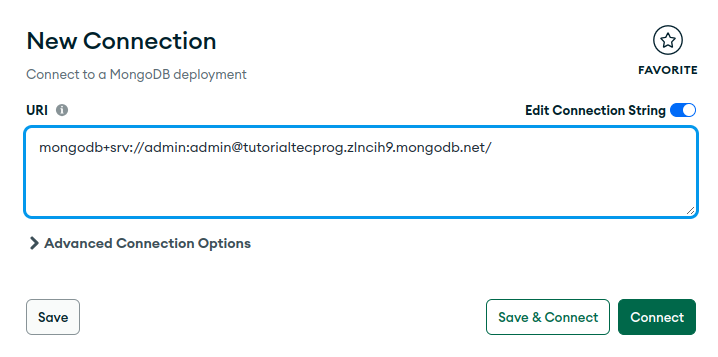 New Connection
Connect to a MongoDB deployment
FAVORITE
URI
Edit Connection String
mongodb+srv://admin:admin@tutorialtecprog.zlncih9.mongodb.net/
Advanced Connection Options
Save
Save & Connect
Connect